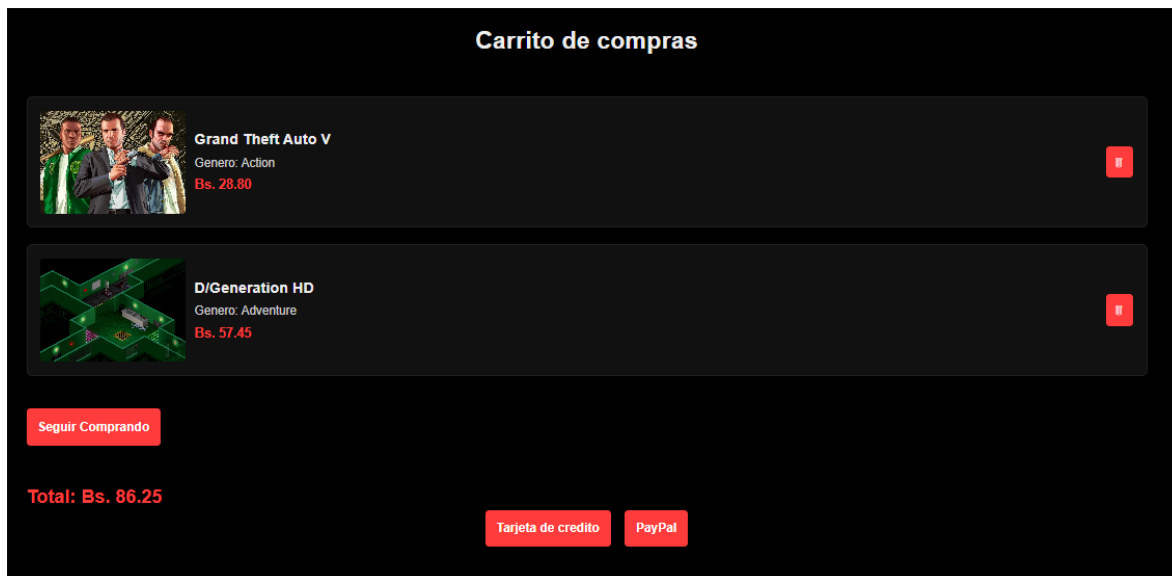 Carrito de compras
Grand Theft Auto V
Genero: Action
Bs. 28.80
D/Generation HD
Genero: Adventure
Bs. 57.45
Seguir Comprando
Total: Bs. 86.25
Tarjeta de credito
PayPal